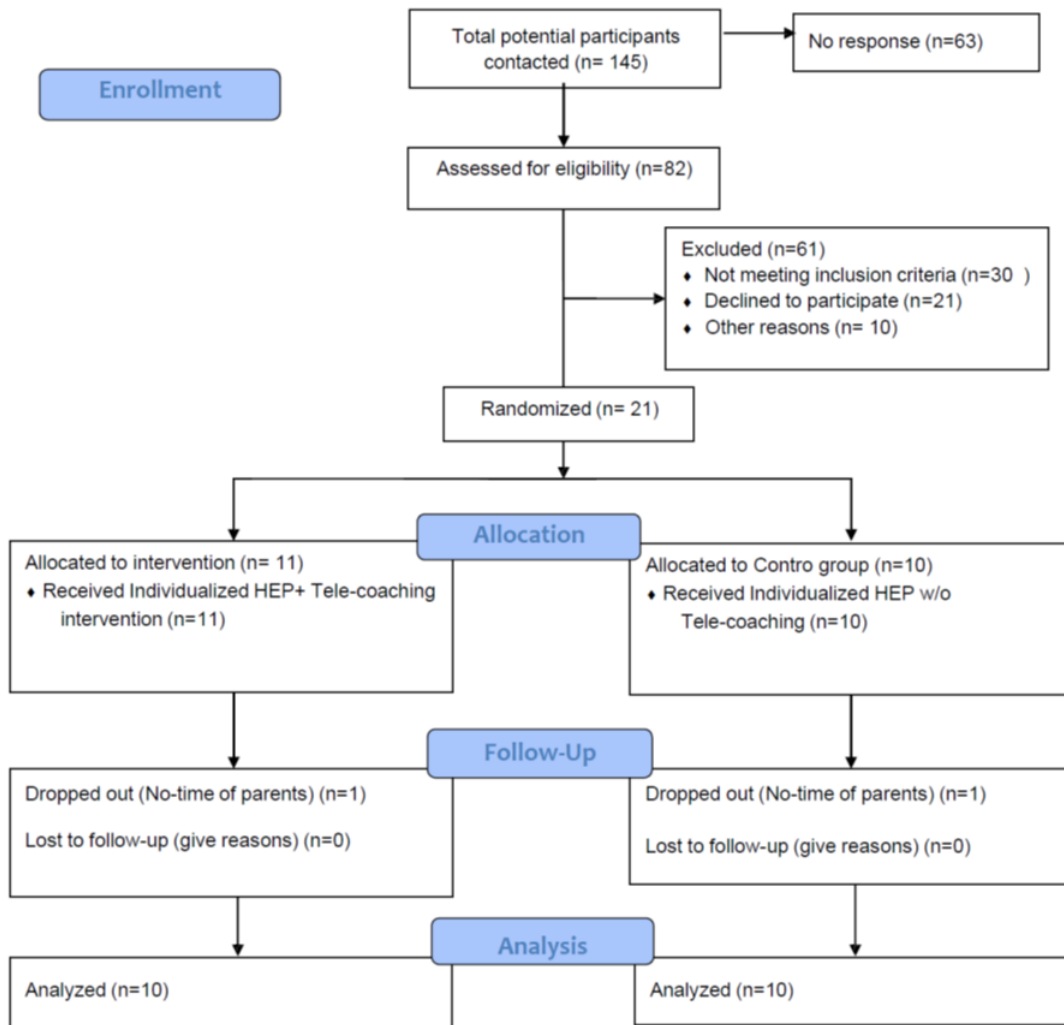 Total potential participants
contacted (n= 145)
No response (n=63)
Enrollment
Assessed for eligibility (n=82)
Excluded (n=61)
♦ Not meeting inclusion criteria (n=30 )
♦ Declined to participate (n=21)
♦ Other reasons (n= 10)
Randomized (n= 21)
Allocation
Allocated to intervention (n= 11)
♦ Received Individualized HEP+ Tele-coaching
intervention (n=11)
Allocated to Contro group (n=10)
♦ Received Individualized HEP w/o
Tele-coaching (n=10)
Follow-Up
Dropped out (No-time of parents) (n=1)
Lost to follow-up (give reasons) (n=0)
Dropped out (No-time of parents) (n=1)
Lost to follow-up (give reasons) (n=0)
Analysis
Analyzed (n=10)
Analyzed (n=10)